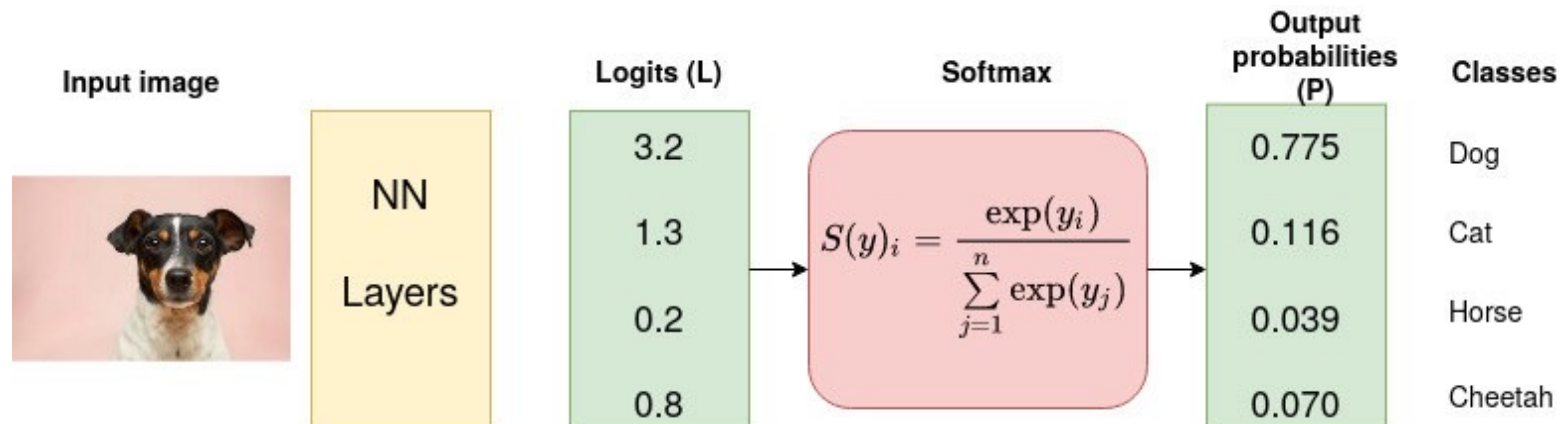 Input image
NN
Layers
Logits (L)
3.2
1.3
0.2
0.8
Softmax
S(y)_i = exp(y_i) / ∑_{j=1}^{n} exp(y_j)
Output
probabilities
(P)
0.775
0.116
0.039
0.070
Classes
Dog
Cat
Horse
Cheetah